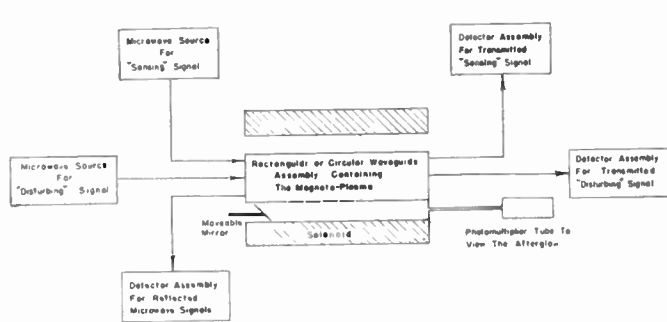 Microwave Source
For
"Sensing" Signal
Detector Assembly
For Transmitted
"Sensing" Signal
Microwave Source
For
"Disturbing" Signal
Rectangular or Circular Waveguide
Assembly Containing
The Magneto-Plasma
Detector Assembly
For Transmitted
"Disturbing" Signal
Moveable
Mirror
Solenoid
Photomultiplier Tube To
View The Afterglow
Detector Assembly
For Reflected
Microwave Signals